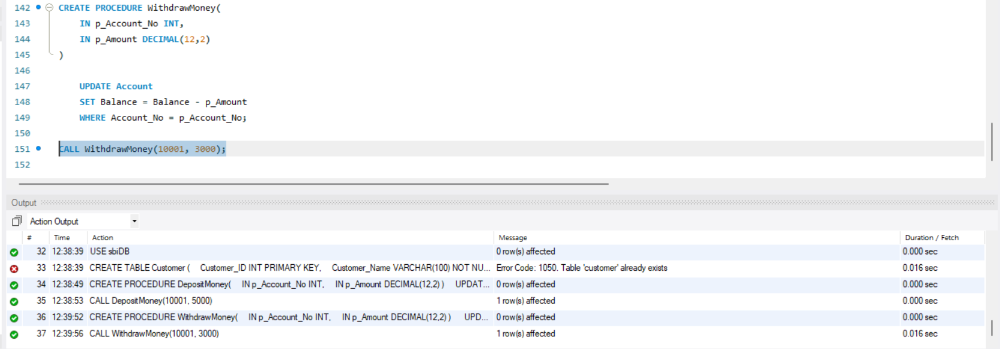 142 CREATE PROCEDURE WithdrawMoney(
143 IN p_Account_No INT,
144 IN p_Amount DECIMAL(12,2)
145 )
146
147 UPDATE Account
148 SET Balance = Balance - p_Amount
149 WHERE Account_No = p_Account_No;
150
151 CALL WithdrawMoney(10001, 3000);
152
Output
Action Output
# Time Action Message Duration / Fetch
32 12:38:39 USE sbiDB 0 row(s) affected 0.000 sec
33 12:38:39 CREATE TABLE Customer ( Customer_ID INT PRIMARY KEY, Customer_Name VARCHAR(100) NOT NU... Error Code: 1050. Table 'customer' already exists 0.016 sec
34 12:38:49 CREATE PROCEDURE DepositMoney( IN p_Account_No INT, IN p_Amount DECIMAL(12,2) ) UPDAT... 0 row(s) affected 0.000 sec
35 12:38:53 CALL DepositMoney(10001, 5000) 1 row(s) affected 0.000 sec
36 12:39:52 CREATE PROCEDURE WithdrawMoney( IN p_Account_No INT, IN p_Amount DECIMAL(12,2) ) UPD... 0 row(s) affected 0.000 sec
37 12:39:56 CALL WithdrawMoney(10001, 3000) 1 row(s) affected 0.016 sec